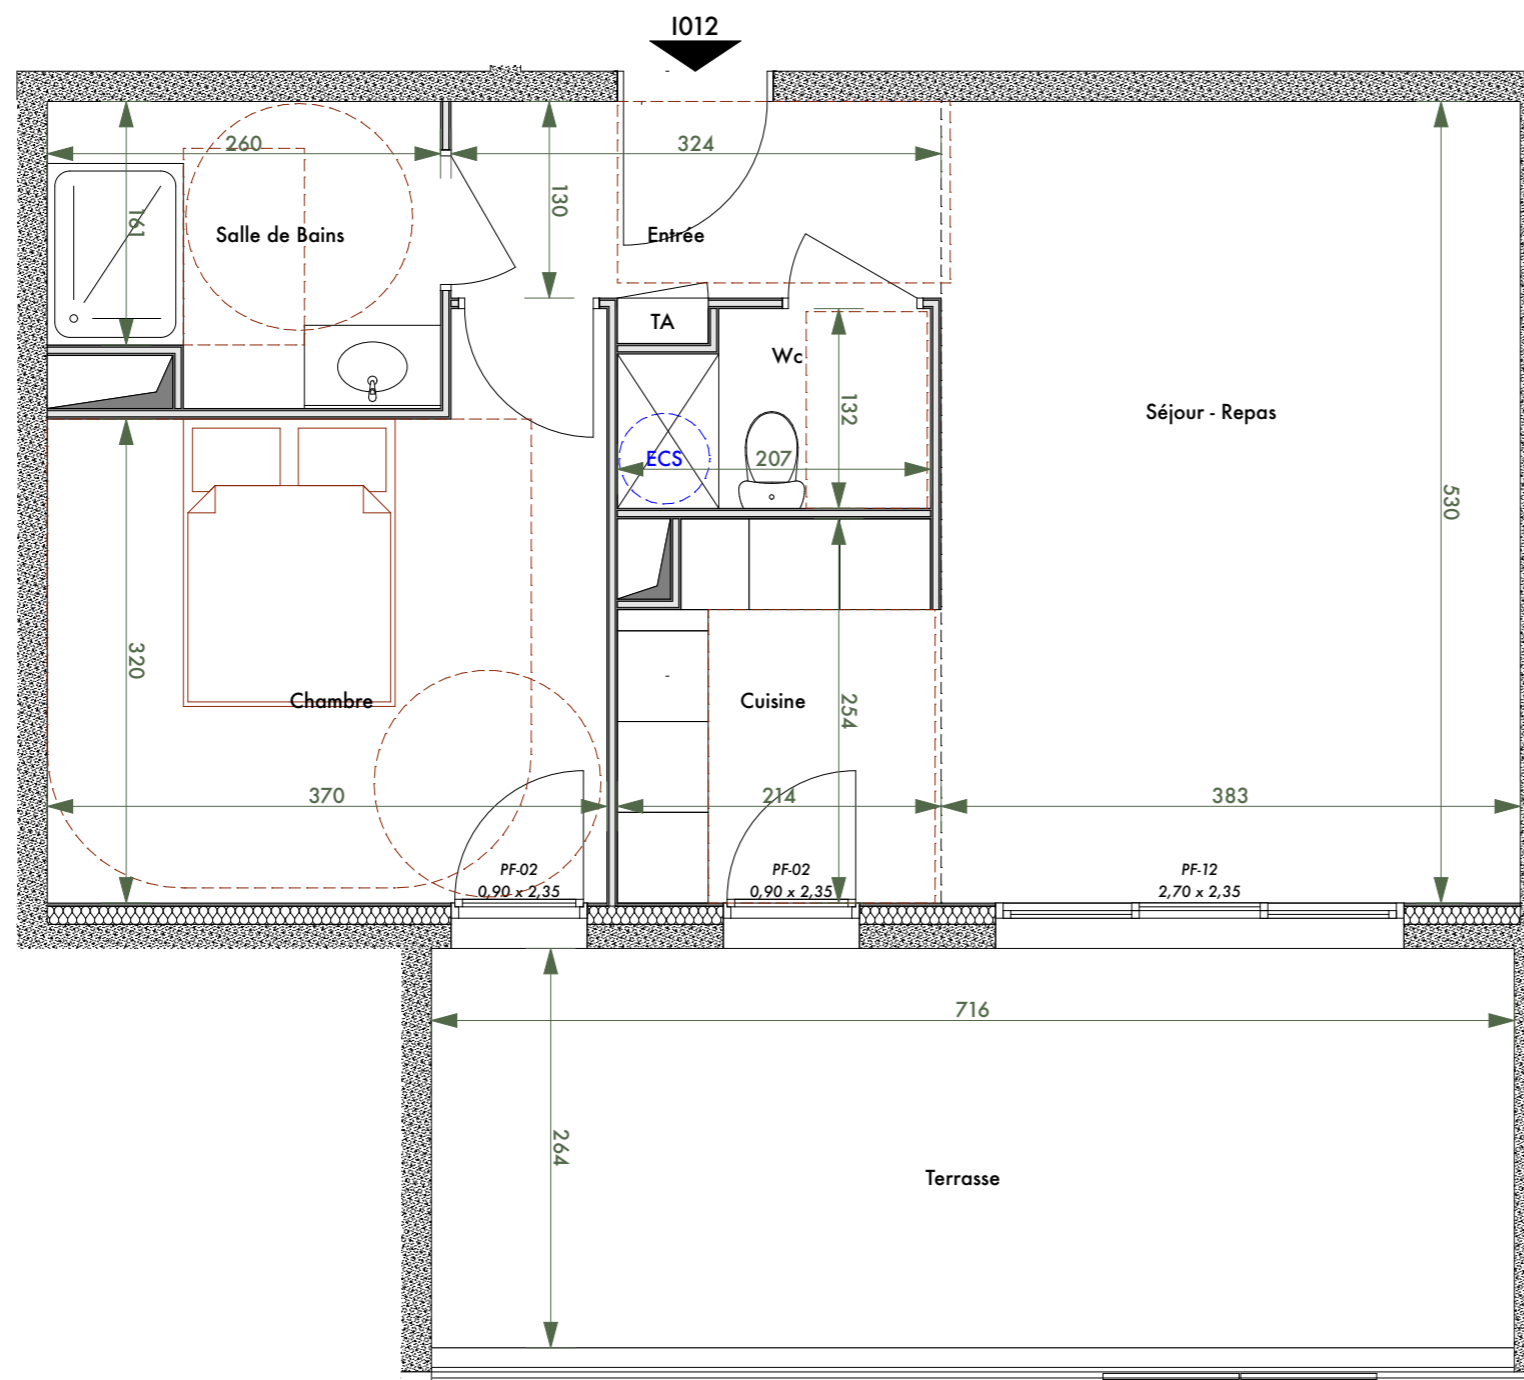 I012
260
324
161
130
Salle de Bains
Entrée
TA
Wc
132
ECS
207
Séjour - Repas
530
320
Chambre
Cuisine
254
370
214
383
PF-02
0,90 x 2,35
PF-02
0,90 x 2,35
PF-12
2,70 x 2,35
716
264
Terrasse